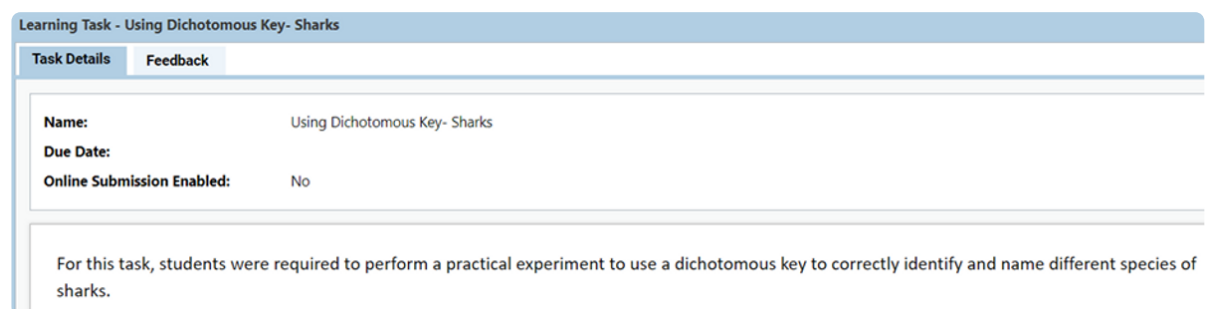 Learning Task - Using Dichotomous Key- Sharks
Task Details Feedback
Name: Using Dichotomous Key- Sharks
Due Date:
Online Submission Enabled: No
For this task, students were required to perform a practical experiment to use a dichotomous key to correctly identify and name different species of
sharks.